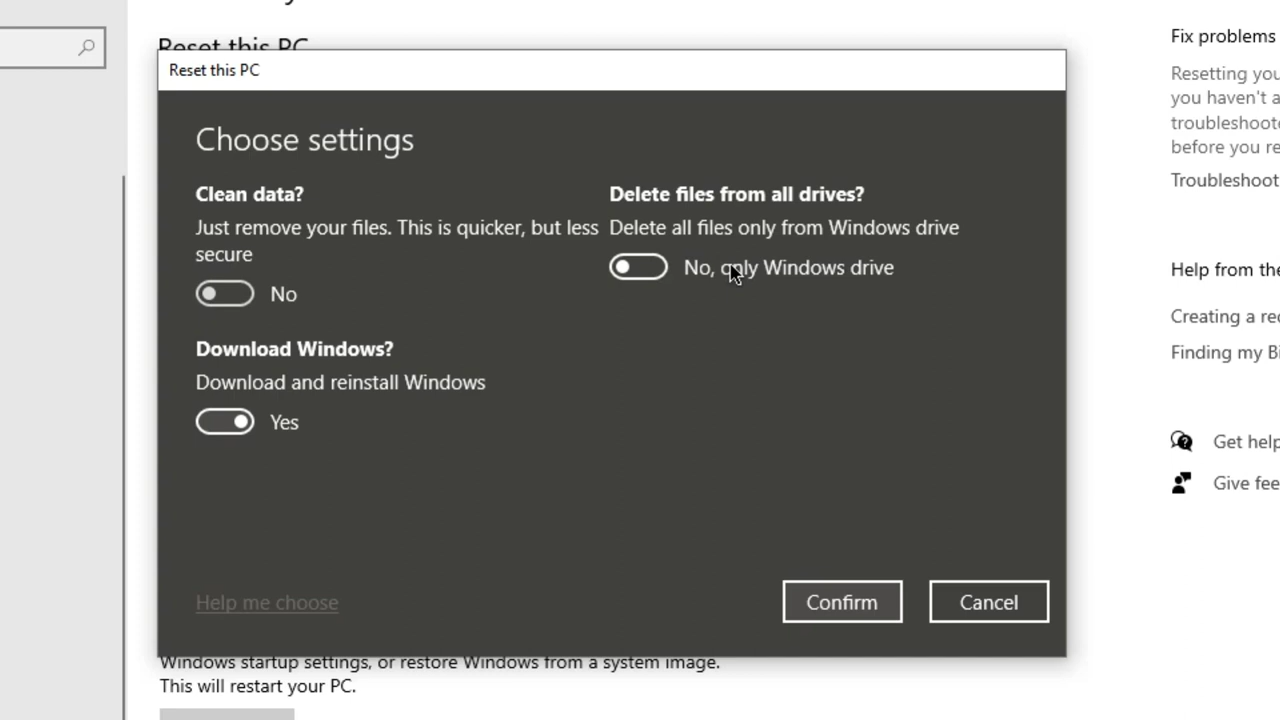 Reset this PC
Reset this PC
Choose settings
Clean data?
Just remove your files. This is quicker, but less
secure
No
Download Windows?
Download and reinstall Windows
Yes
Delete files from all drives?
Delete all files only from Windows drive
No, only Windows drive
Help me choose
Confirm
Cancel
Windows startup settings, or restore Windows from a system image.
This will restart your PC.
Fix problems
Resetting you
you haven't a
troubleshoot
before you re
Troubleshoot
Help from the
Creating a re
Finding my Bi
Get help
Give fee